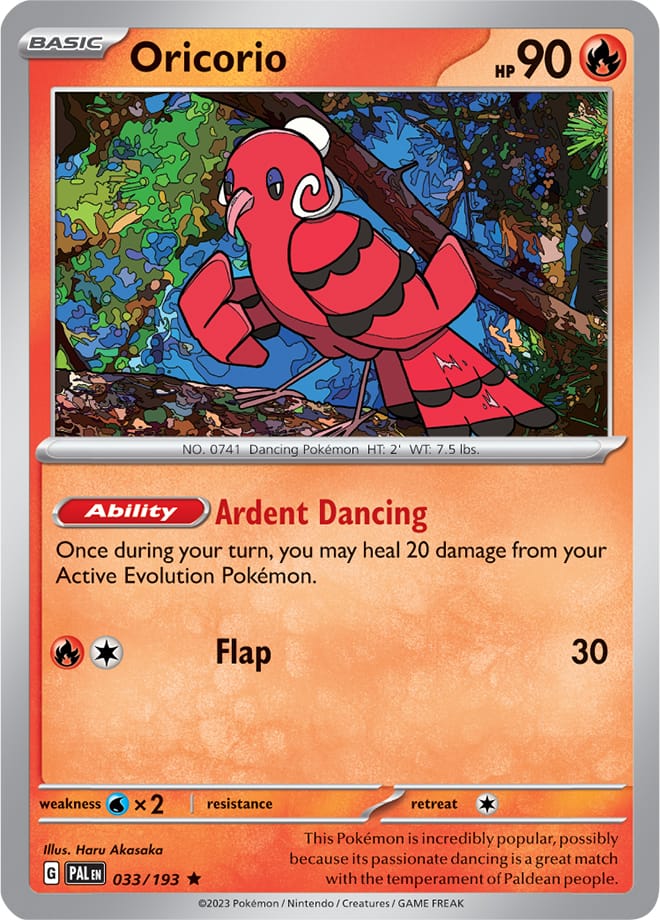 BASIC Oricorio HP 90
NO. 0741 Dancing Pokémon HT: 2' WT: 7.5 lbs.
Ability Ardent Dancing
Once during your turn, you may heal 20 damage from your
Active Evolution Pokémon.
Flap 30
weakness ×2 resistance retreat
Illus. Haru Akasaka
G PAL EN 033/193 ★
This Pokémon is incredibly popular, possibly
because its passionate dancing is a great match
with the temperament of Paldean people.
©2023 Pokémon / Nintendo / Creatures / GAME FREAK